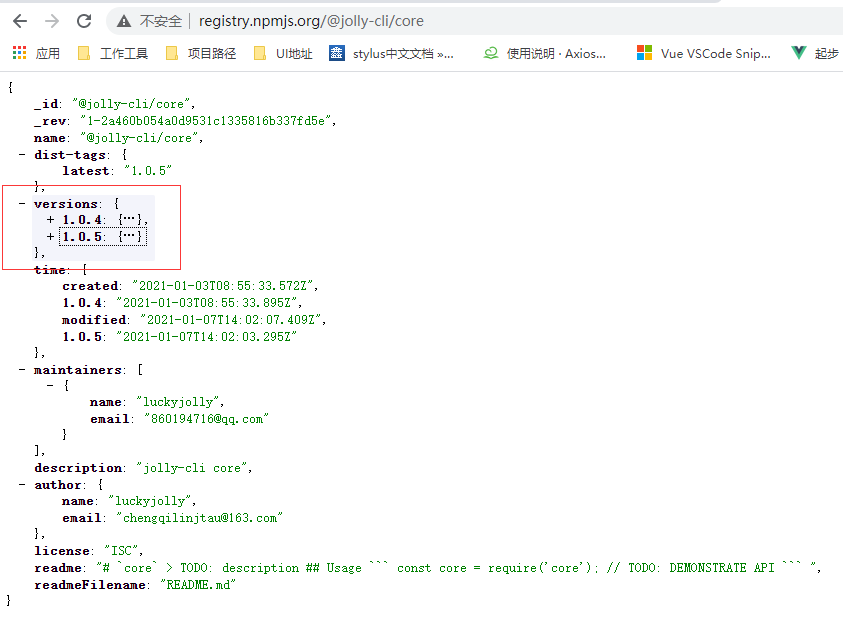 不安全 registry.npmjs.org/@jolly-cli/core
应用 工作工具 项目路径 UI地址 鑫 stylus中文文档 »... 使用说明 · Axios... Vue VSCode Snip... 起步
{
_id: "@jolly-cli/core",
_rev: "1-2a460b054a0d9531c1335816b337fd5e",
name: "@jolly-cli/core",
- dist-tags: {
latest: "1.0.5"
},
- versions: {
+ 1.0.4: {…},
+ 1.0.5: {…}
},
time: {
created: "2021-01-03T08:55:33.572Z",
1.0.4: "2021-01-03T08:55:33.895Z",
modified: "2021-01-07T14:02:07.409Z",
1.0.5: "2021-01-07T14:02:03.295Z"
},
- maintainers: [
- {
name: "luckyjolly",
email: "860194716@qq.com"
}
],
description: "jolly-cli core",
- author: {
name: "luckyjolly",
email: "chengqilinjtau@163.com"
},
license: "ISC",
readme: "# `core` > TODO: description ## Usage ``` const core = require('core'); // TODO: DEMONSTRATE API ``` ",
readmeFilename: "README.md"
}